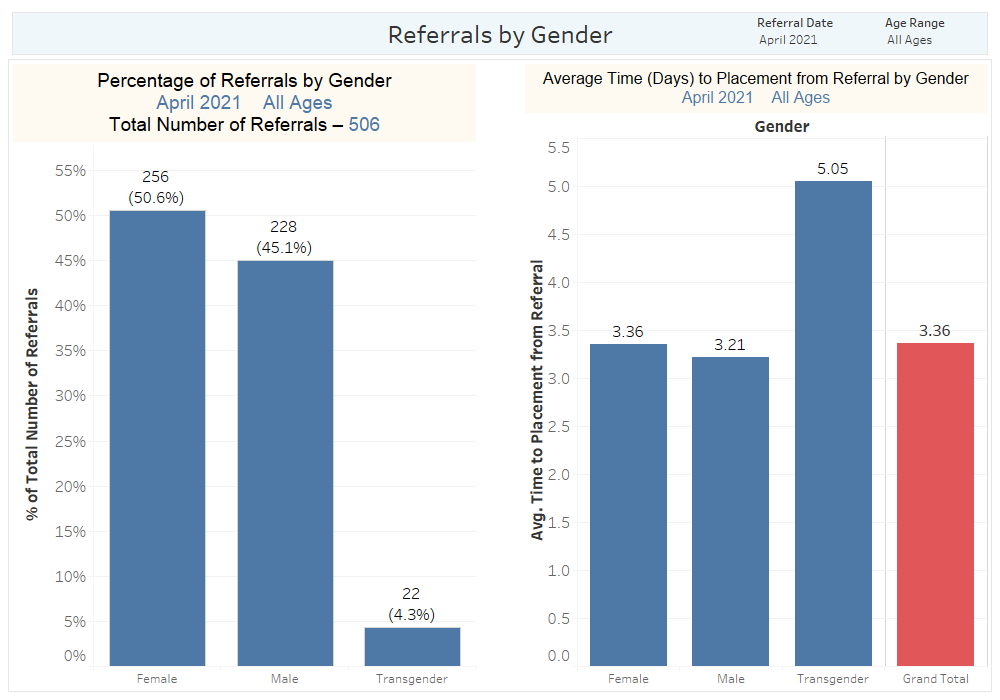 Referrals by Gender
Referral Date
April 2021
Age Range
All Ages
Percentage of Referrals by Gender
April 2021 All Ages
Total Number of Referrals – 506
% of Total Number of Referrals
55%
50%
45%
40%
35%
30%
25%
20%
15%
10%
5%
0%
256
(50.6%)
228
(45.1%)
22
(4.3%)
Female
Male
Transgender
Average Time (Days) to Placement from Referral by Gender
April 2021 All Ages
Gender
Avg. Time to Placement from Referral
5.5
5.0
4.5
4.0
3.5
3.0
2.5
2.0
1.5
1.0
0.5
0.0
3.36
3.21
5.05
3.36
Female
Male
Transgender
Grand Total